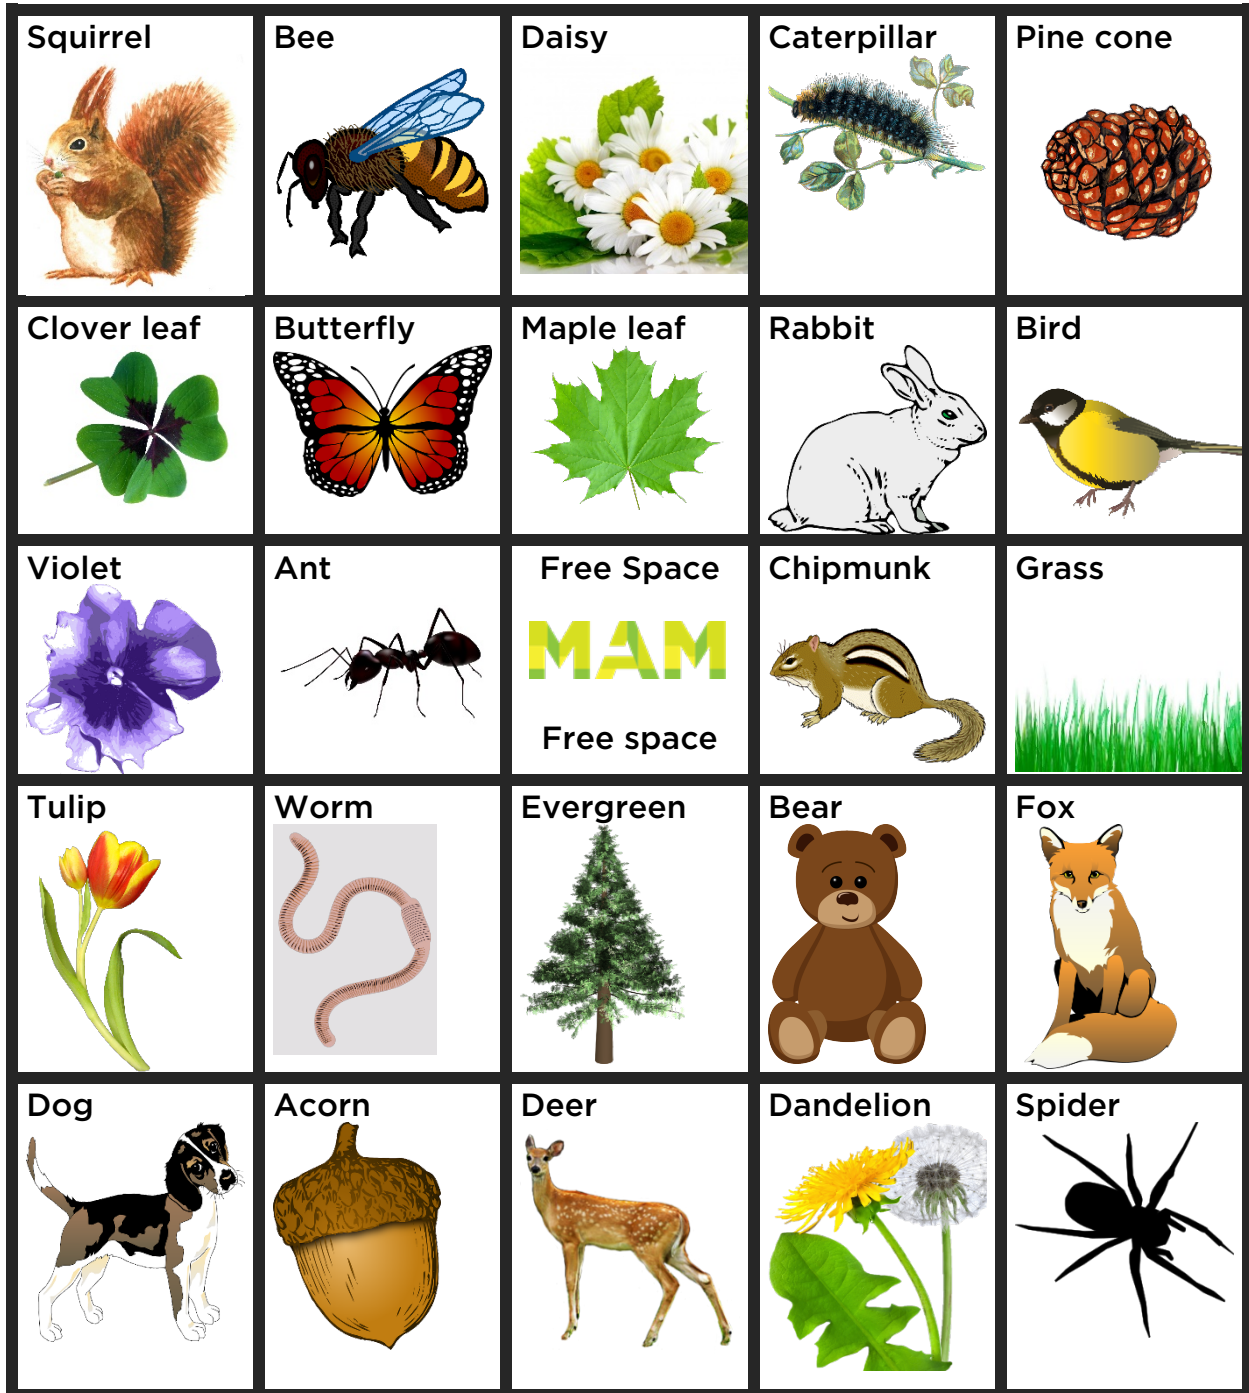 Squirrel
Bee
Daisy
Caterpillar
Pine cone
Clover leaf
Butterfly
Maple leaf
Rabbit
Bird
Violet
Ant
Free Space
MAM
Free space
Chipmunk
Grass
Tulip
Worm
Evergreen
Bear
Fox
Dog
Acorn
Deer
Dandelion
Spider